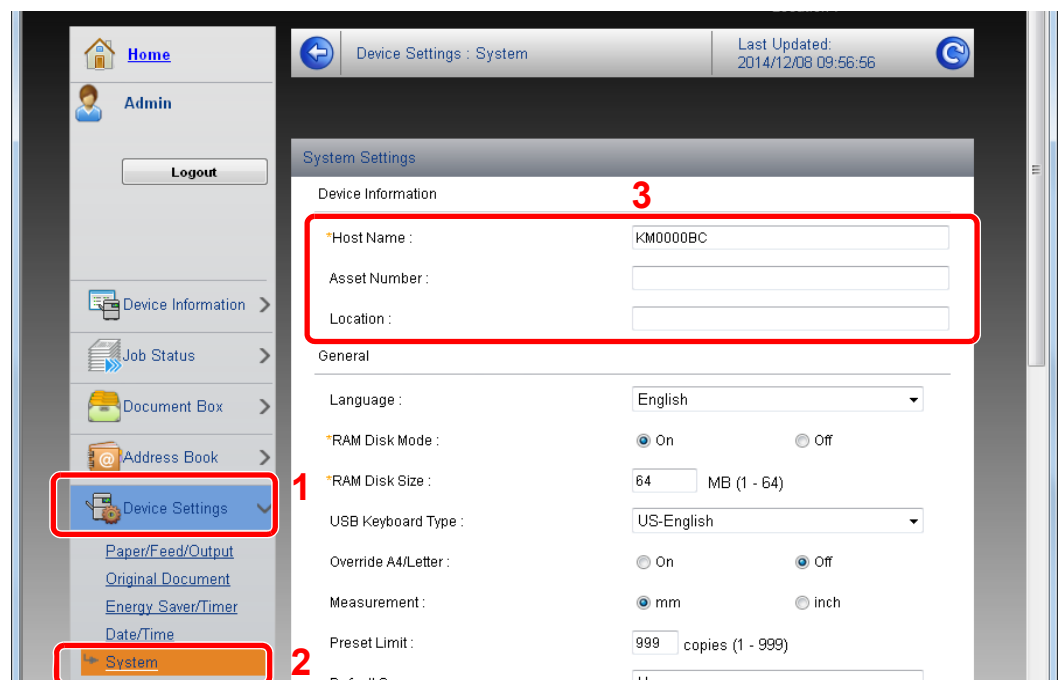 Home
Admin
Logout
Device Information
Job Status
Document Box
Address Book
1
Device Settings
Paper/Feed/Output
Original Document
Energy Saver/Timer
Date/Time
2
System
Device Settings : System
Last Updated:
2014/12/08 09:56:56
System Settings
Device Information
3
*Host Name : KM0000BC
Asset Number :
Location :
General
Language : English
*RAM Disk Mode : On Off
*RAM Disk Size : 64 MB (1 - 64)
USB Keyboard Type : US-English
Override A4/Letter : On Off
Measurement : mm inch
Preset Limit : 999 copies (1 - 999)